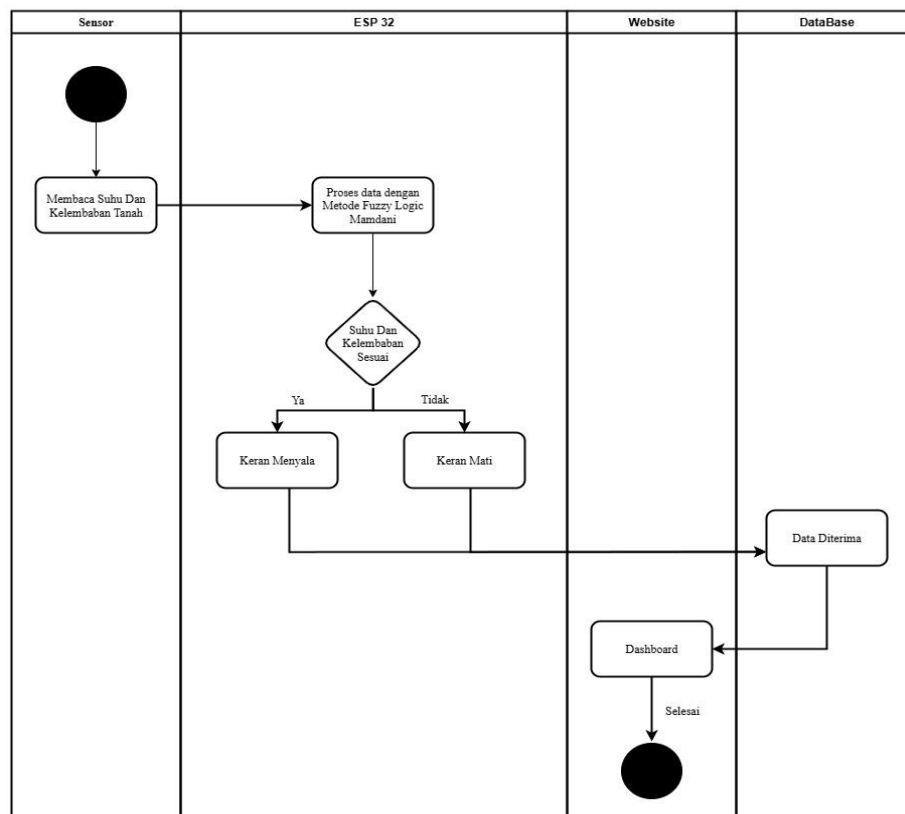 Sensor
ESP 32
Website
DataBase
Membaca Suhu Dan
Kelembaban Tanah
Proses data dengan
Metode Fuzzy Logic
Mamdani
Suhu Dan
Kelembaban
Sesuai
Ya
Tidak
Keran Menyala
Keran Mati
Data Diterima
Dashboard
Selesai